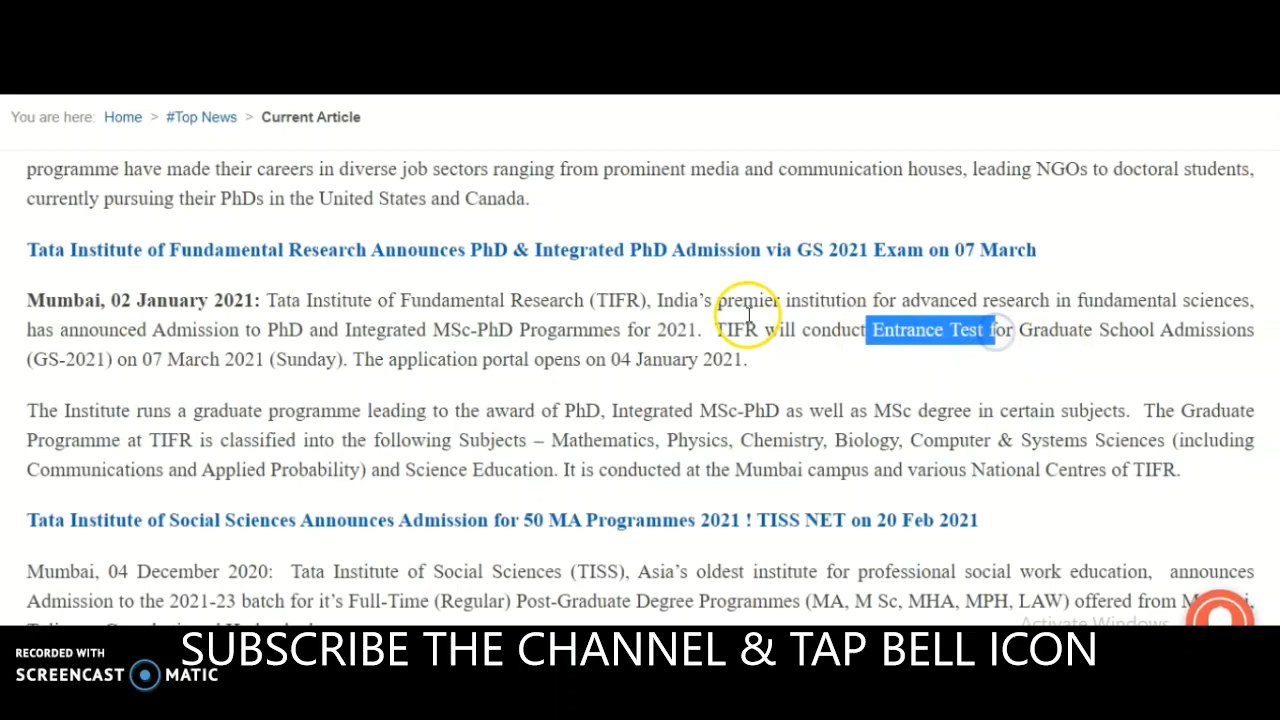 You are here: Home > #Top News > Current Article
programme have made their careers in diverse job sectors ranging from prominent media and communication houses, leading NGOs to doctoral students,
currently pursuing their PhDs in the United States and Canada.
Tata Institute of Fundamental Research Announces PhD & Integrated PhD Admission via GS 2021 Exam on 07 March
Mumbai, 02 January 2021: Tata Institute of Fundamental Research (TIFR), India's premier institution for advanced research in fundamental sciences,
has announced Admission to PhD and Integrated MSc-PhD Progarmmes for 2021. TIFR will conduct Entrance Test for Graduate School Admissions
(GS-2021) on 07 March 2021 (Sunday). The application portal opens on 04 January 2021.
The Institute runs a graduate programme leading to the award of PhD, Integrated MSc-PhD as well as MSc degree in certain subjects. The Graduate
Programme at TIFR is classified into the following Subjects – Mathematics, Physics, Chemistry, Biology, Computer & Systems Sciences (including
Communications and Applied Probability) and Science Education. It is conducted at the Mumbai campus and various National Centres of TIFR.
Tata Institute of Social Sciences Announces Admission for 50 MA Programmes 2021 ! TISS NET on 20 Feb 2021
Mumbai, 04 December 2020: Tata Institute of Social Sciences (TISS), Asia's oldest institute for professional social work education, announces
Admission to the 2021-23 batch for it's Full-Time (Regular) Post-Graduate Degree Programmes (MA, M Sc, MHA, MPH, LAW) offered from
Activate Windows
SUBSCRIBE THE CHANNEL & TAP BELL ICON
RECORDED WITH
SCREENCAST MATIC